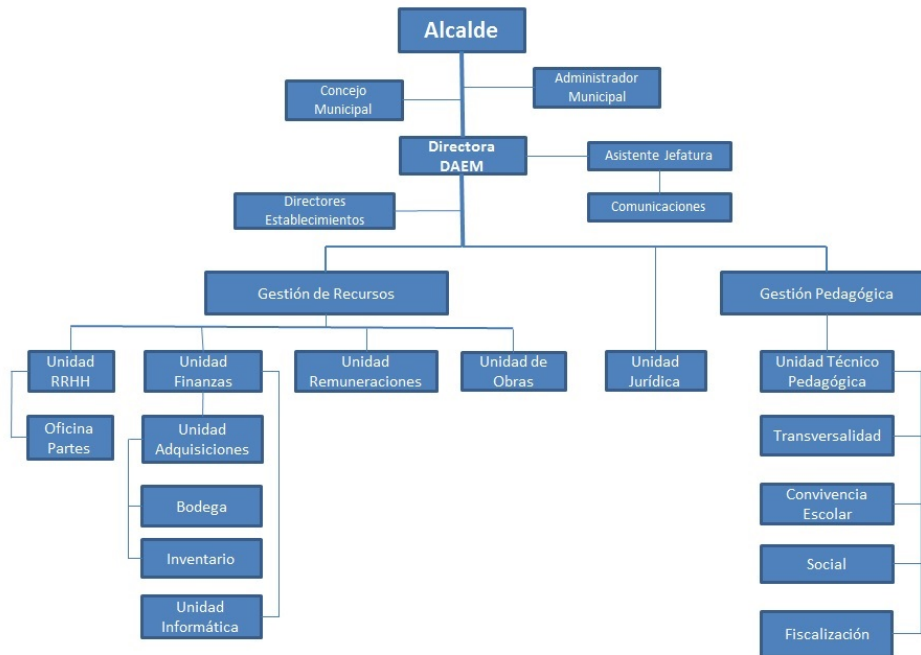 Alcalde
Concejo
Municipal
Administrador
Municipal
Directora
DAEM
Asistente Jefatura
Directores
Establecimientos
Comunicaciones
Gestión de Recursos
Gestión Pedagógica
Unidad
RRHH
Unidad
Finanzas
Unidad
Remuneraciones
Unidad de
Obras
Unidad
Jurídica
Unidad Técnico
Pedagógica
Oficina
Partes
Unidad
Adquisiciones
Transversalidad
Bodega
Convivencia
Escolar
Inventario
Social
Unidad
Informática
Fiscalización